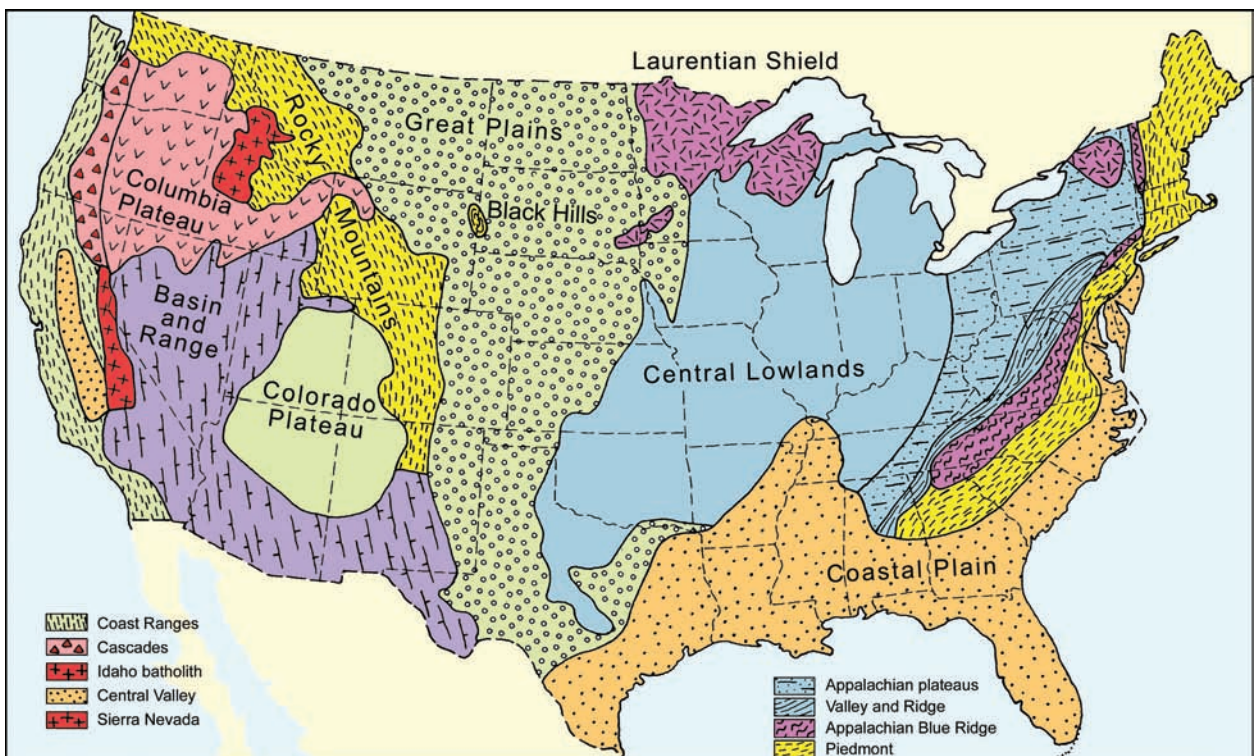 Laurentian Shield
Rocky
Mountains
Great Plains
Columbia
Plateau
Black Hills
Basin
and
Range
Colorado
Plateau
Central Lowlands
Coastal Plain
Coast Ranges
Cascades
Idaho batholith
Central Valley
Sierra Nevada
Appalachian plateaus
Valley and Ridge
Appalachian Blue Ridge
Piedmont